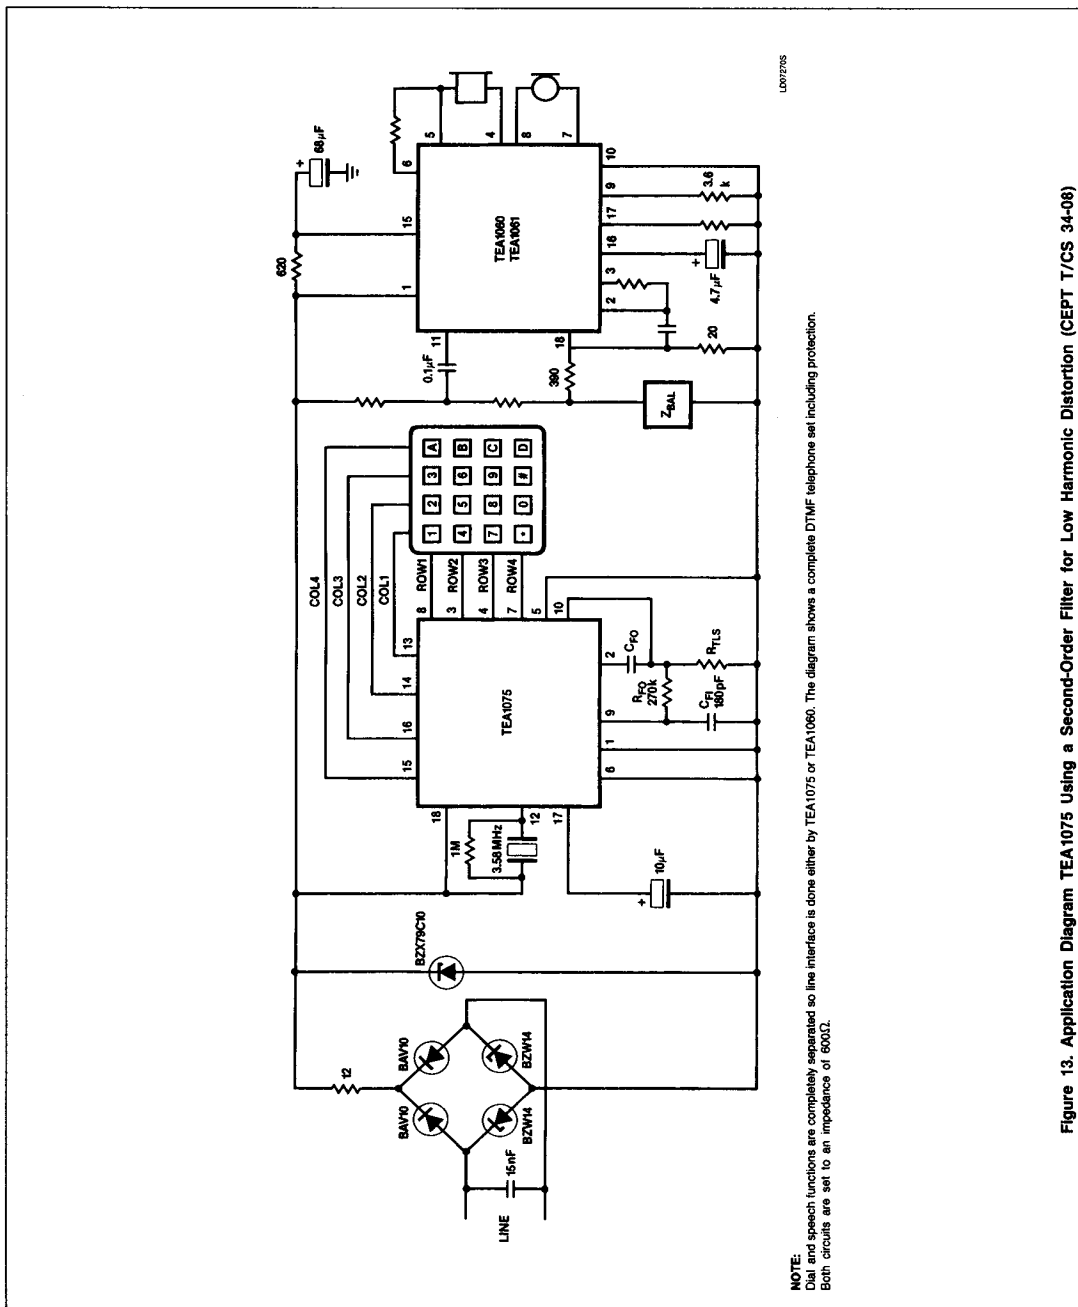 LINE
15nF
BAV10
BAV10
BZW14
BZW14
12
BZX79C10
COL4
COL3
COL2
COL1
15
16
14
13
18
1M
3.58MHz
12
17
10μF
+
TEA1075
8
3
4
7
5
10
ROW1
ROW2
ROW3
ROW4
1 2 3 A
4 5 6 B
7 8 9 C
* 0 # D
6
1
9
2
CFO
RFO
270k
CFI
180pF
RTLS
620
+
68μF
1
15
6
5
4
8
7
TEA1060
TEA1061
0.1μF
11
18
390
ZBAL
2
3
16
17
9
10
20
4.7μF
+
3.6
k
LD07270S
NOTE:
Dial and speech functions are completely separated so line interface is done either by TEA1075 or TEA1060. The diagram shows a complete DTMF telephone set including protection.
Both circuits are set to an impedance of 600Ω.
Figure 13. Application Diagram TEA1075 Using a Second-Order Filter for Low Harmonic Distortion (CEPT T/CS 34-08)